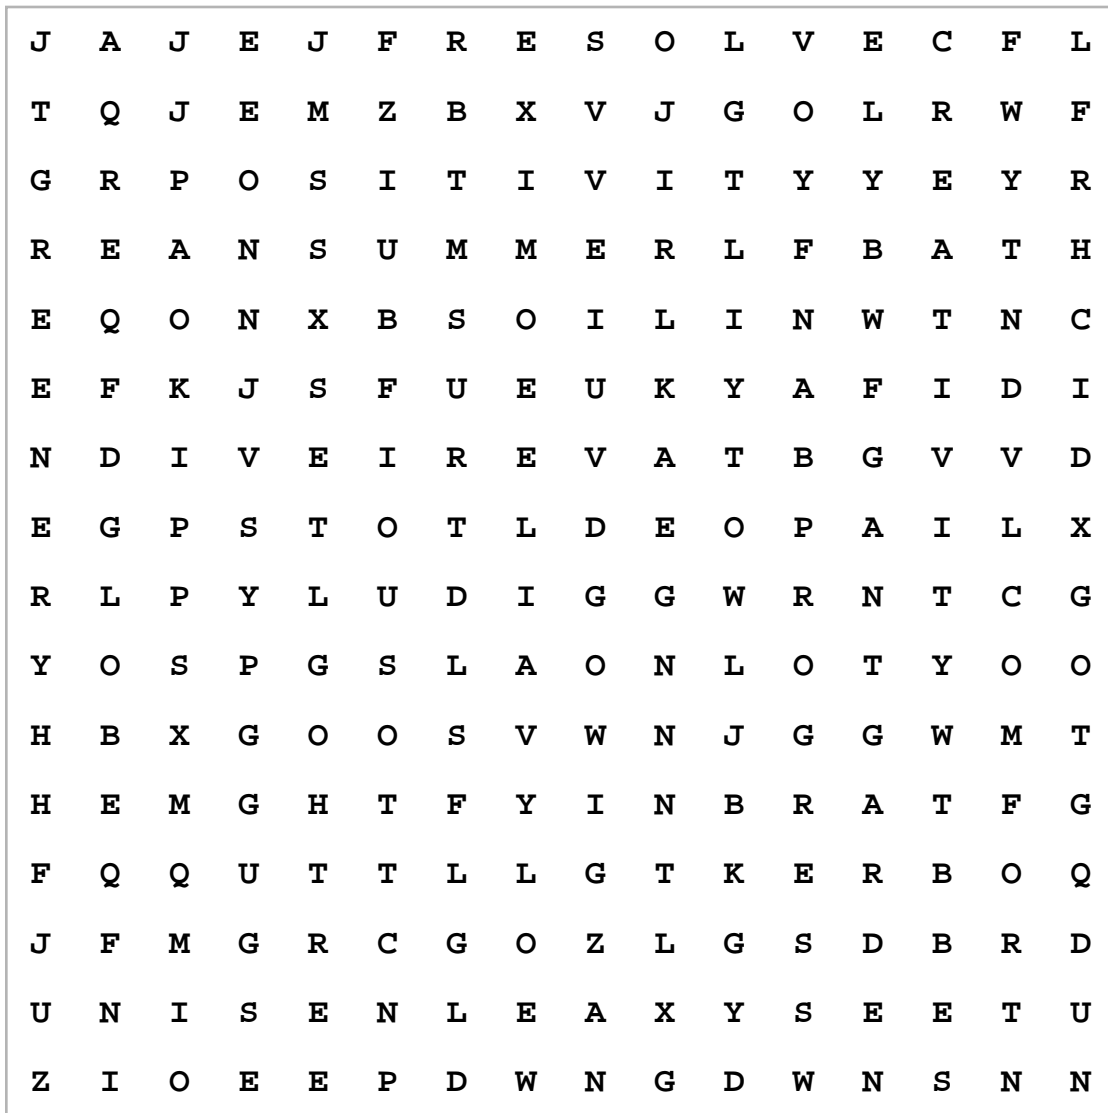 J A J E J F R E S O L V E C F L
T Q J E M Z B X V J G O L R W F
G R P O S I T I V I T Y Y E Y R
R E A N S U M M E R L F B A T H
E Q O N X B S O I L I N W T N C
E F K J S F U E U K Y A F I D I
N D I V E I R E V A T B G V V D
E G P S T O T L D E O P A I L X
R L P Y L U D I G G W R N T C G
Y O S P G S L A O N L O T Y O O
H B X G O O S V W N J G G W M T
H E M G H T F Y I N B R A T F G
F Q Q U T T L L G T K E R B O Q
J F M G R C G O Z L G S D B R D
U N I S E N L E A X Y S E E T U
Z I O E E P D W N G D W N S N N